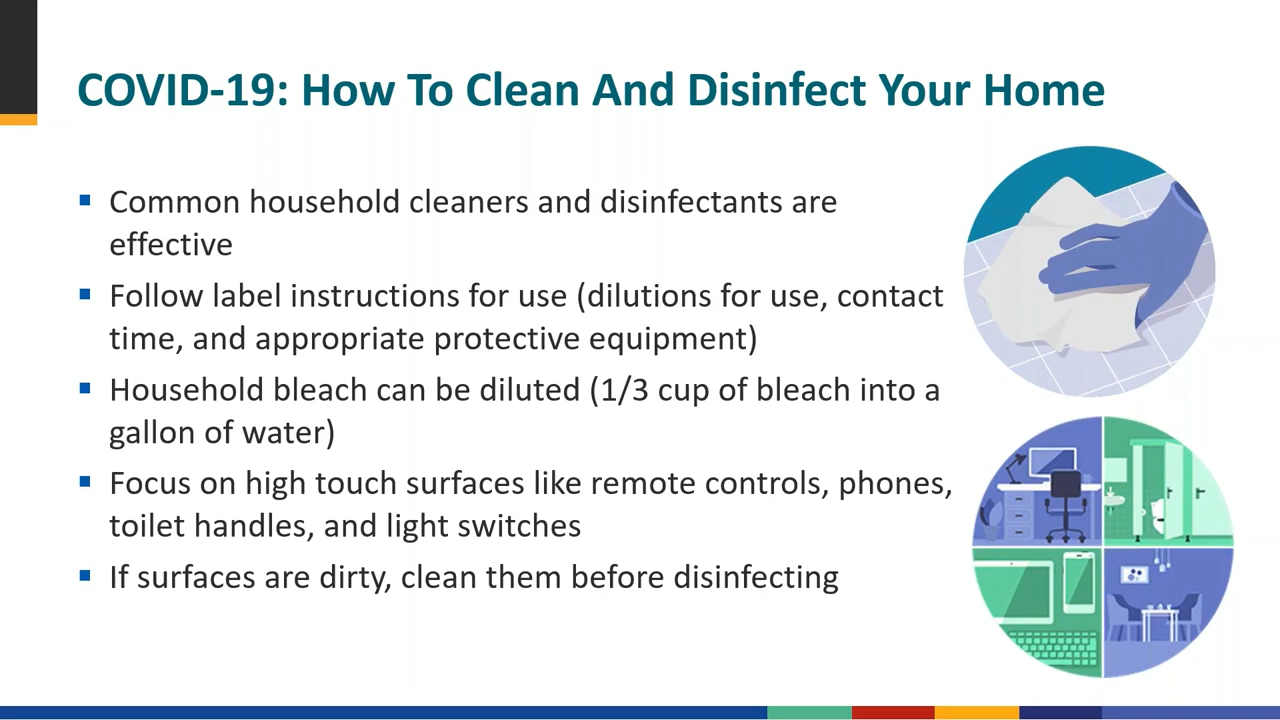 COVID-19: How To Clean And Disinfect Your Home
▪ Common household cleaners and disinfectants are
effective
▪ Follow label instructions for use (dilutions for use, contact
time, and appropriate protective equipment)
▪ Household bleach can be diluted (1/3 cup of bleach into a
gallon of water)
▪ Focus on high touch surfaces like remote controls, phones,
toilet handles, and light switches
▪ If surfaces are dirty, clean them before disinfecting